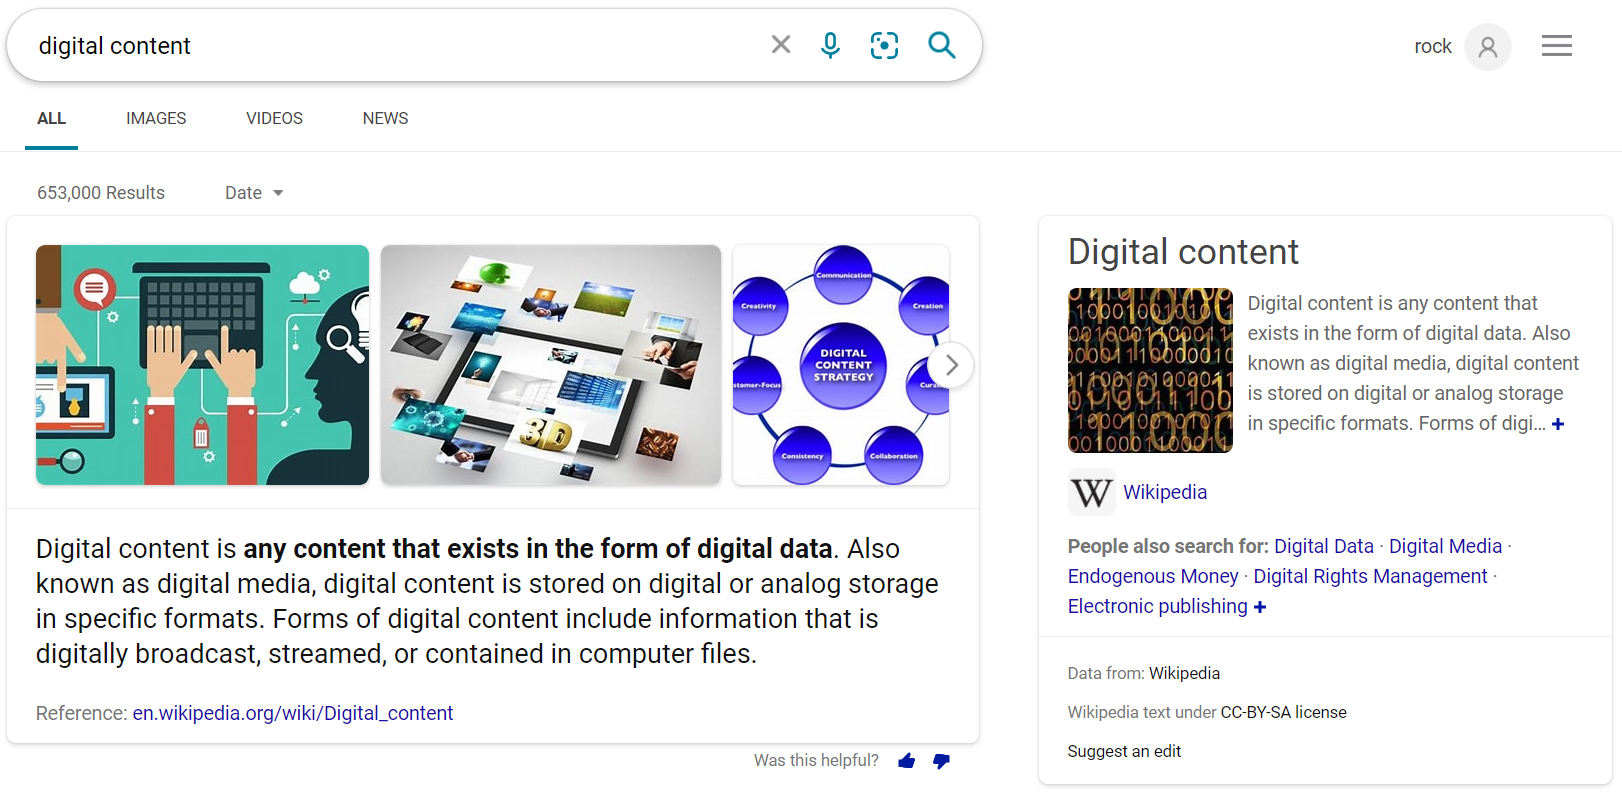 digital content
rock
ALL
IMAGES
VIDEOS
NEWS
653,000 Results
Date
Communication
Creativity
Creation
DIGITAL
CONTENT
STRATEGY
stomer-Focus
Cura
Consistency
Collaboration
Digital content is any content that exists in the form of digital data. Also
known as digital media, digital content is stored on digital or analog storage
in specific formats. Forms of digital content include information that is
digitally broadcast, streamed, or contained in computer files.
Reference: en.wikipedia.org/wiki/Digital_content
Was this helpful?
Digital content
Digital content is any content that
exists in the form of digital data. Also
known as digital media, digital content
is stored on digital or analog storage
in specific formats. Forms of digi...
W Wikipedia
People also search for: Digital Data · Digital Media ·
Endogenous Money · Digital Rights Management ·
Electronic publishing
Data from: Wikipedia
Wikipedia text under CC-BY-SA license
Suggest an edit